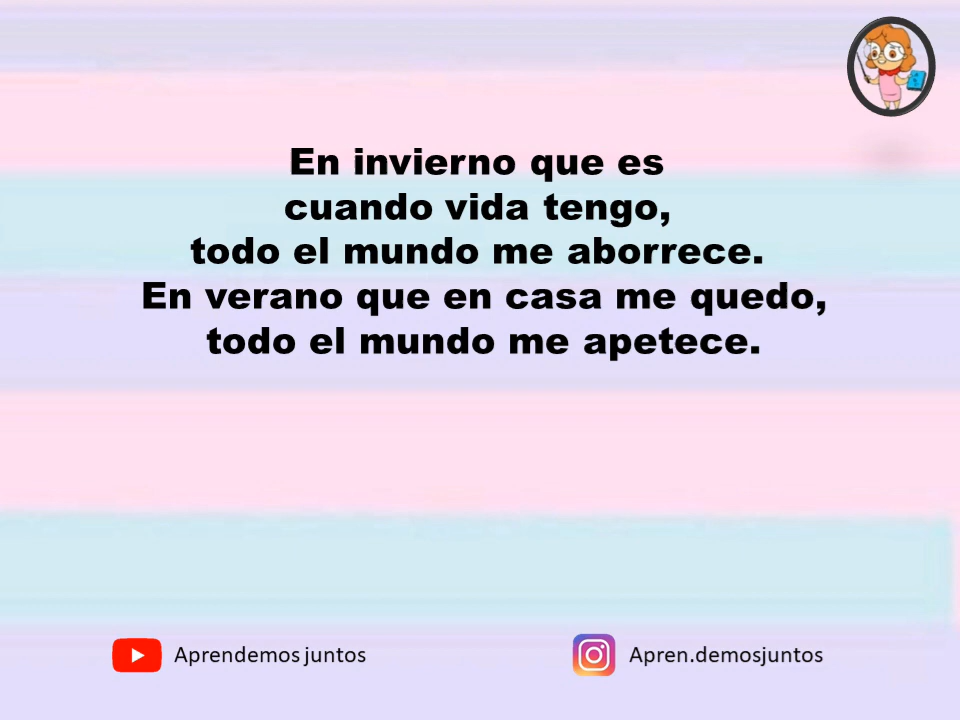 En invierno que es
cuando vida tengo,
todo el mundo me aborrece.
En verano que en casa me quedo,
todo el mundo me apetece.
Aprendemos juntos
Apren.demosjuntos